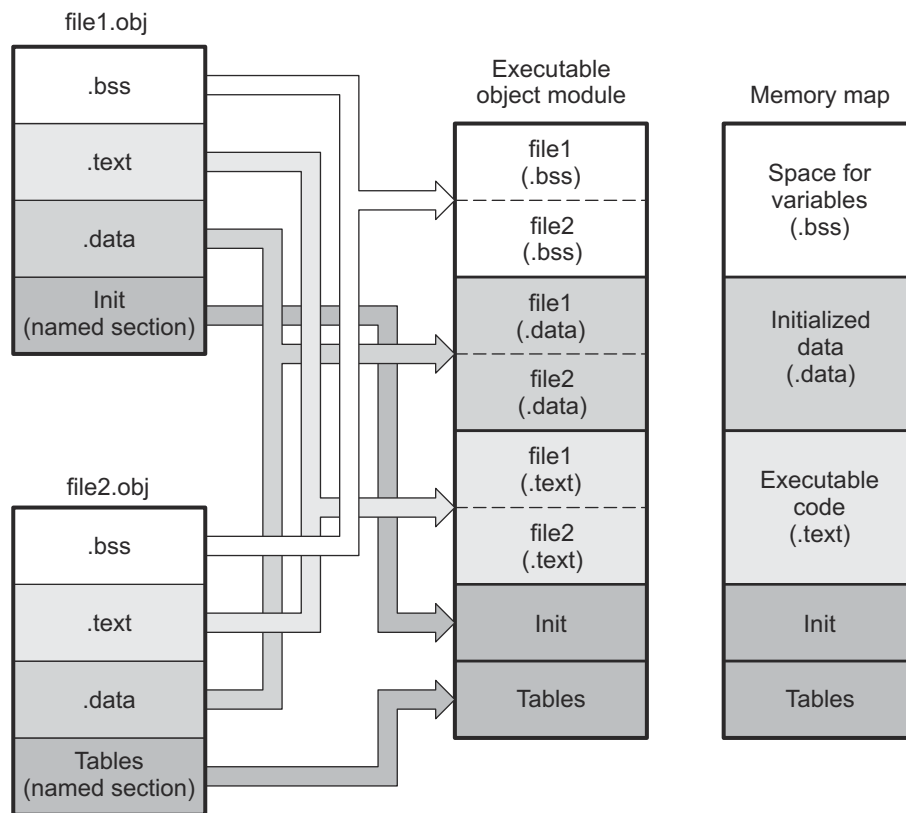 file1.obj
.bss
.text
.data
Init
(named section)
file2.obj
.bss
.text
.data
Tables
(named section)
Executable
object module
file1
(.bss)
file2
(.bss)
file1
(.data)
file2
(.data)
file1
(.text)
file2
(.text)
Init
Tables
Memory map
Space for
variables
(.bss)
Initialized
data
(.data)
Executable
code
(.text)
Init
Tables